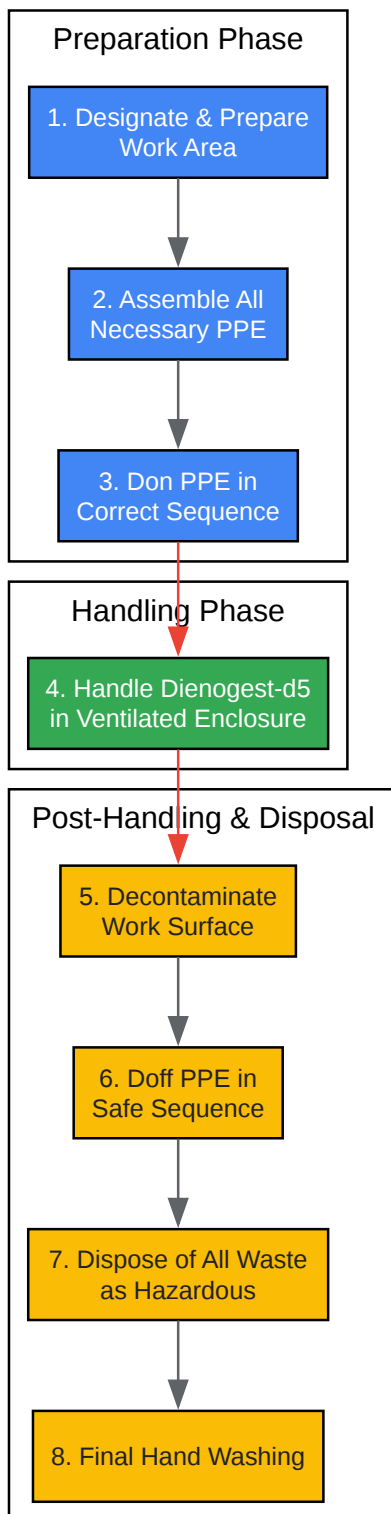 Preparation Phase
1. Designate & Prepare
Work Area
2. Assemble All
Necessary PPE
3. Don PPE in
Correct Sequence
Handling Phase
4. Handle Dienogest-d5
in Ventilated Enclosure
Post-Handling & Disposal
5. Decontaminate
Work Surface
6. Doff PPE in
Safe Sequence
7. Dispose of All Waste
as Hazardous
8. Final Hand Washing